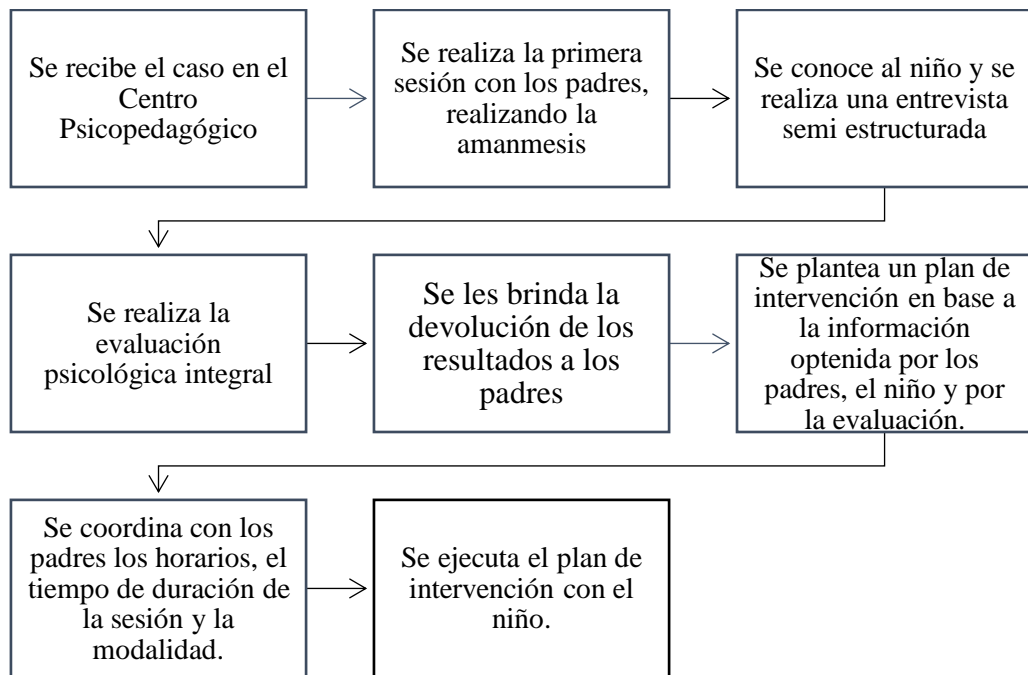 Se recibe el caso en el
Centro
Psicopedagógico
Se realiza la primera
sesión con los padres,
realizando la
amanmesis
Se conoce al niño y se
realiza una entrevista
semi estructurada
Se realiza la
evaluación
psicológica integral
Se les brinda la
devolución de los
resultados a los
padres
Se plantea un plan de
intervención en base a
la información
optenida por los
padres, el niño y por
la evaluación.
Se coordina con los
padres los horarios, el
tiempo de duración de
la sesión y la
modalidad.
Se ejecuta el plan de
intervención con el
niño.